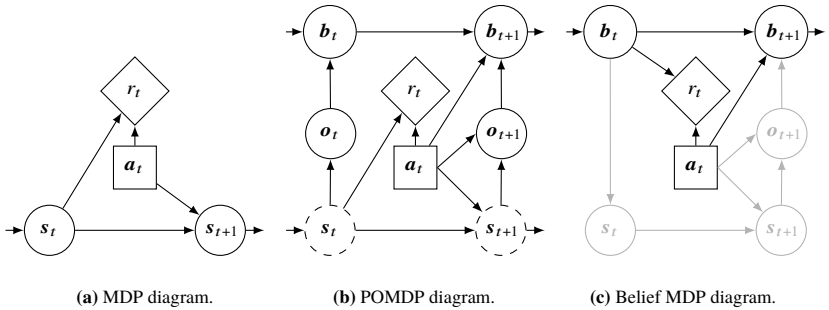 r_t
a_t
s_t
s_{t+1}
(a) MDP diagram.
b_t
b_{t+1}
r_t
o_t
o_{t+1}
a_t
s_t
s_{t+1}
(b) POMDP diagram.
b_t
b_{t+1}
r_t
o_{t+1}
a_t
s_t
s_{t+1}
(c) Belief MDP diagram.